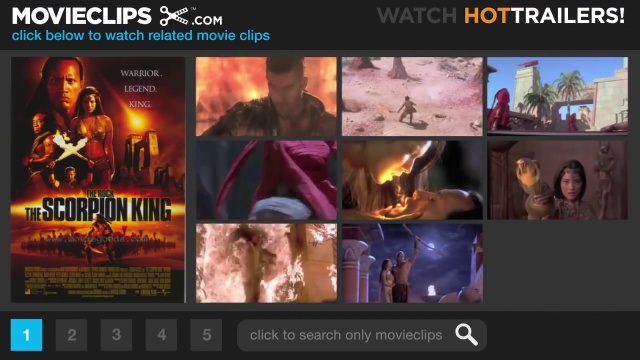 MOVIECLIPS .COM
WATCH HOTTRAILERS!
click below to watch related movie clips
WARRIOR.
LEGEND.
KING.
THE ROCK
THE SCORPION KING
1 2 3 4 5
click to search only movieclips